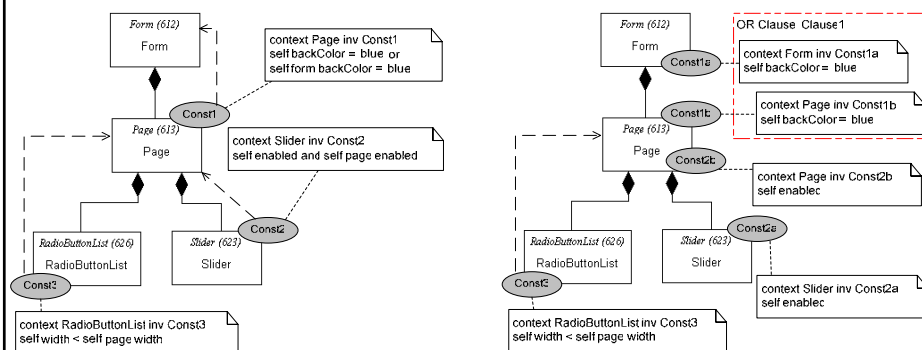 Form (612)
Form
context Page inv Const1
self backColor = blue or
self form backColor = blue
Const1
Page (613)
Page
context Slider inv Const2
self enabled and self page enabled
Const2
RadioButtonList (626)
RadioButtonList
Slider (623)
Slider
Const3
context RadioButtonList inv Const3
self width < self page width
Form (612)
Form
Const1a
OR Clause Clause1
context Form inv Const1a
self backColor = blue
Const1b
context Page inv Const1b
self backColor = blue
Page (613)
Page
Const2b
context Page inv Const2b
self enabled
RadioButtonList (626)
RadioButtonList
Slider (623)
Slider
Const2a
context Slider inv Const2a
self enabled
Const3
context RadioButtonList inv Const3
self width < self page width